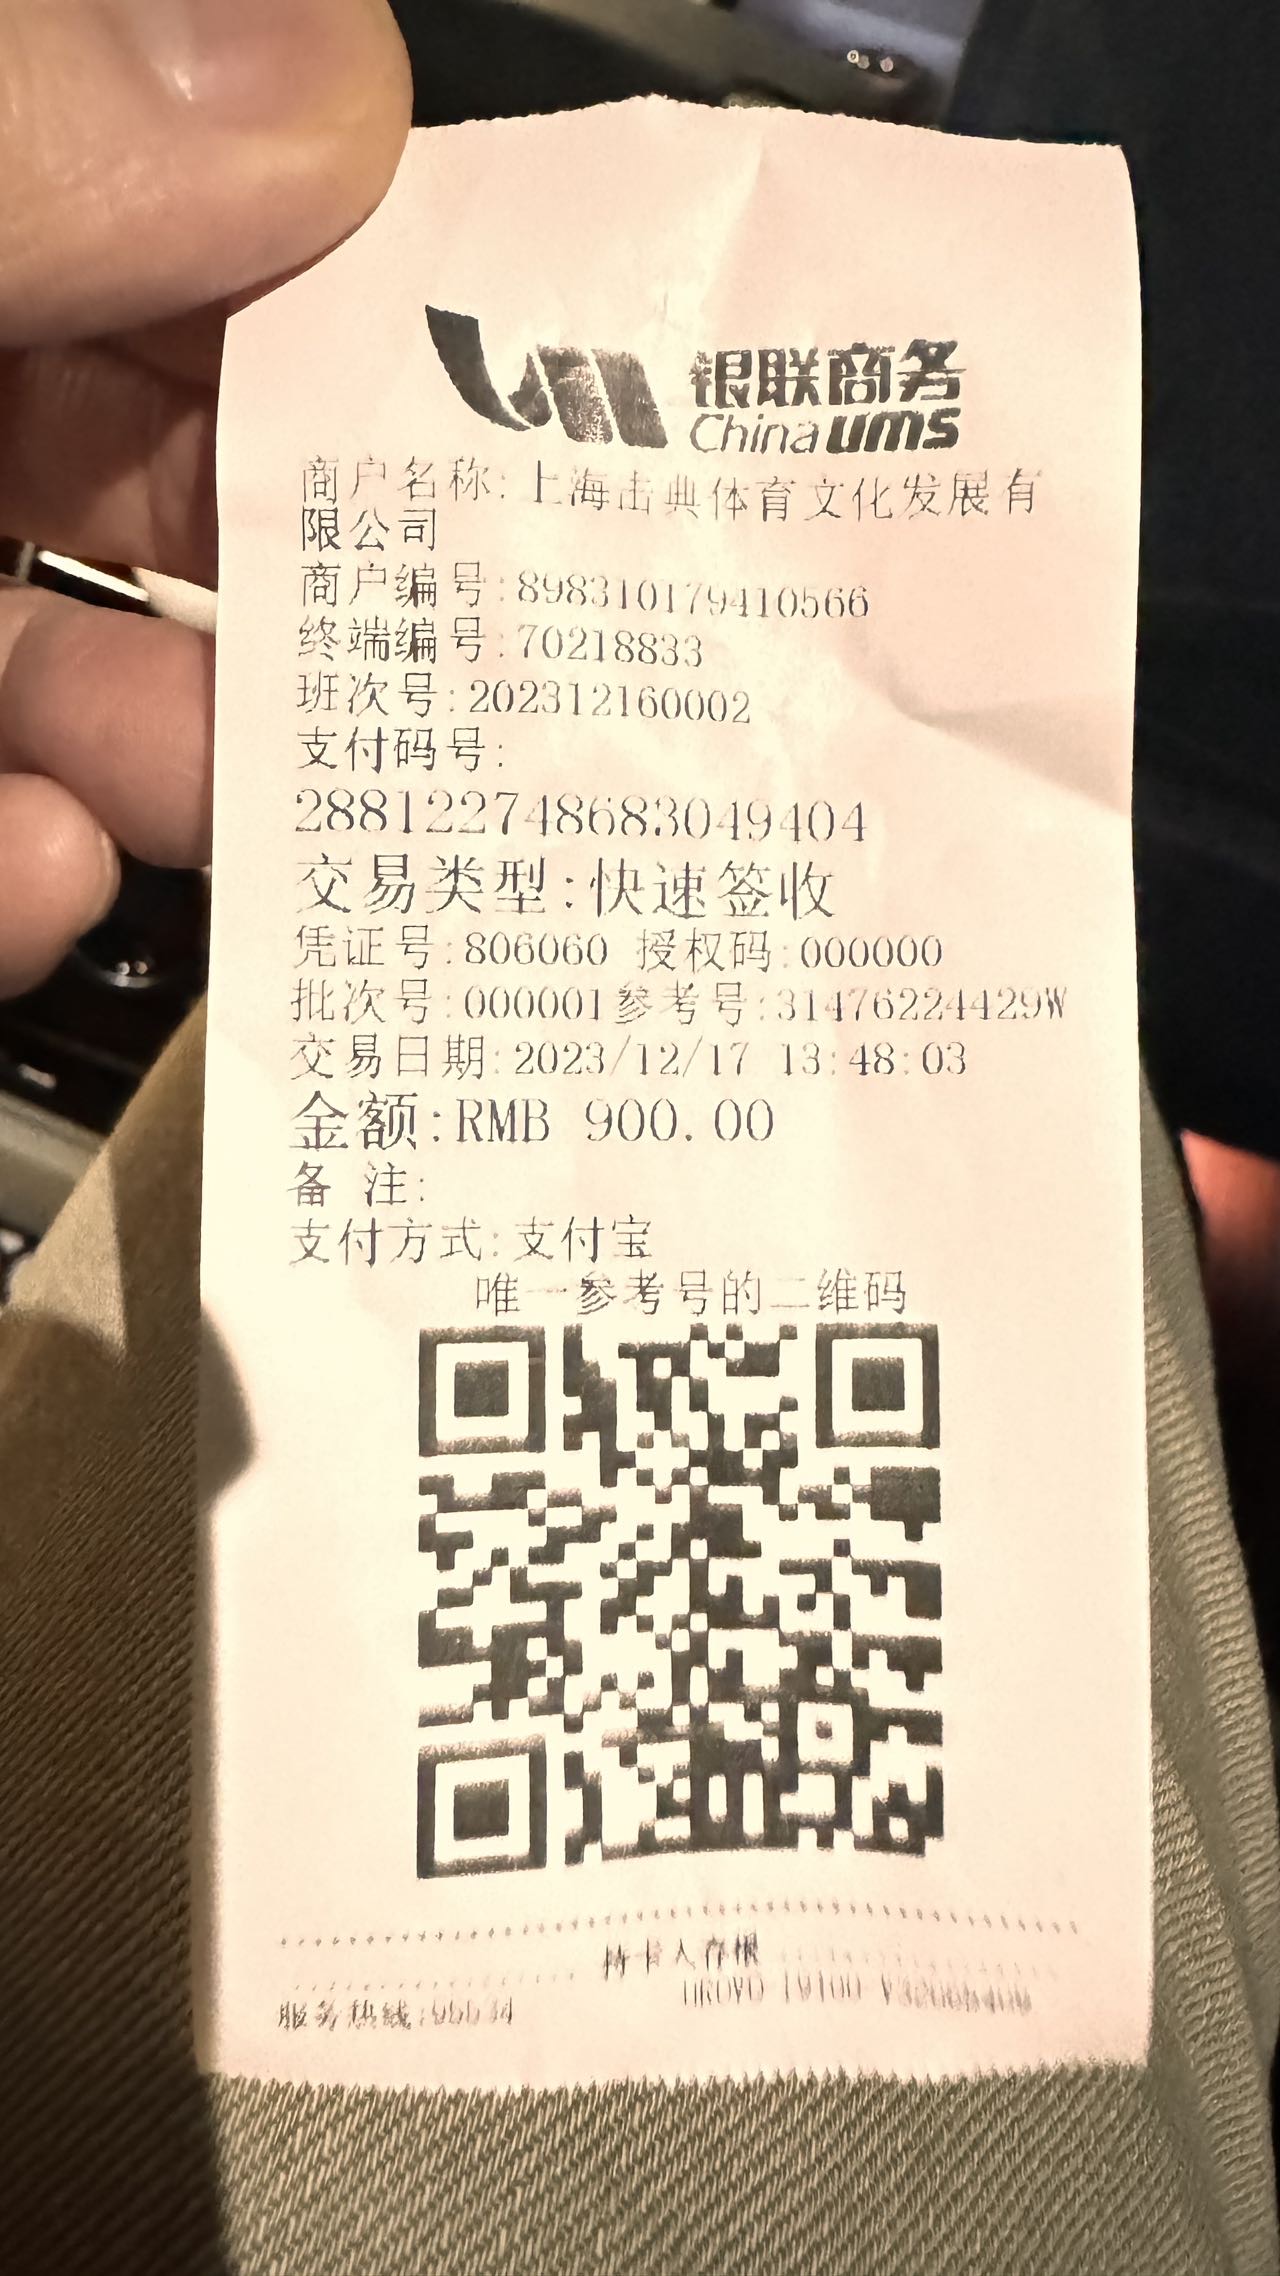 银联商务
China ums
商户名称:上海击典体育文化发展有
限公司
商户编号:898310179410566
终端编号:70218833
班次号:202312160002
支付码号:
288122748683049404
交易类型:快速签收
凭证号:806060 授权码:000000
批次号:000001参考号:31476224429W
交易日期:2023/12/17 13:48:03
金额:RMB 900.00
备 注:
支付方式:支付宝
唯一参考号的二维码
持卡人存根
服务热线: